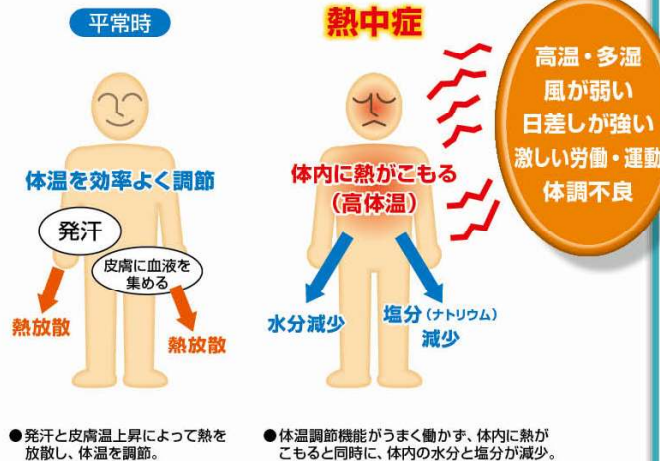 平常時
体温を効率よく調節
発汗
皮膚に血液を
集める
熱放散
熱放散
●発汗と皮膚温上昇によって熱を
放散し、体温を調節。
熱中症
体内に熱がこもる
（高体温）
水分減少
塩分（ナトリウム）
減少
●体温調節機能がうまく働かず、体内に熱が
こもると同時に、体内の水分と塩分が減少。
高温・多湿
風が弱い
日差しが強い
激しい労働・運動
体調不良